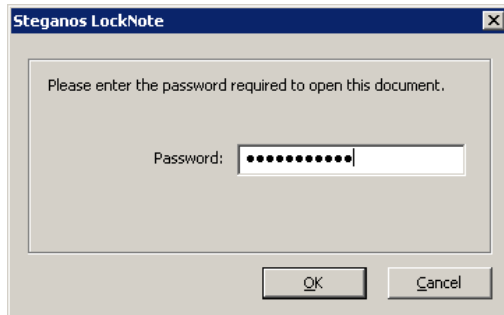 Steganos LockNote
Please enter the password required to open this document.
Password: ●●●●●●●●●●●
OK Cancel